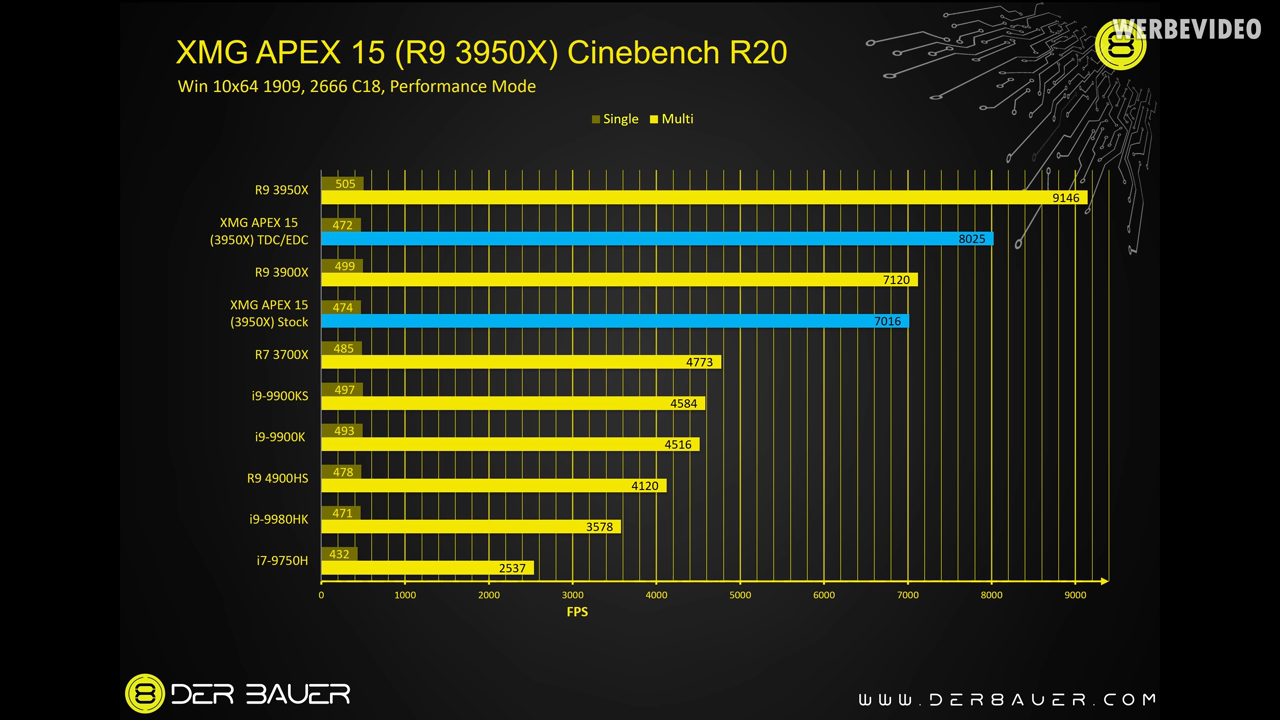 WERBEVIDEO
8
XMG APEX 15 (R9 3950X) Cinebench R20
Win 10x64 1909, 2666 C18, Performance Mode
Single Multi
R9 3950X
505
9146
XMG APEX 15
(3950X) TDC/EDC
472
8025
R9 3900X
499
7120
XMG APEX 15
(3950X) Stock
474
7016
R7 3700X
485
4773
i9-9900KS
497
4584
i9-9900K
493
4516
R9 4900HS
478
4120
i9-9980HK
471
3578
i7-9750H
432
2537
0 1000 2000 3000 4000 5000 6000 7000 8000 9000
FPS
8 DER 8AUER
WWW.DER8AUER.COM